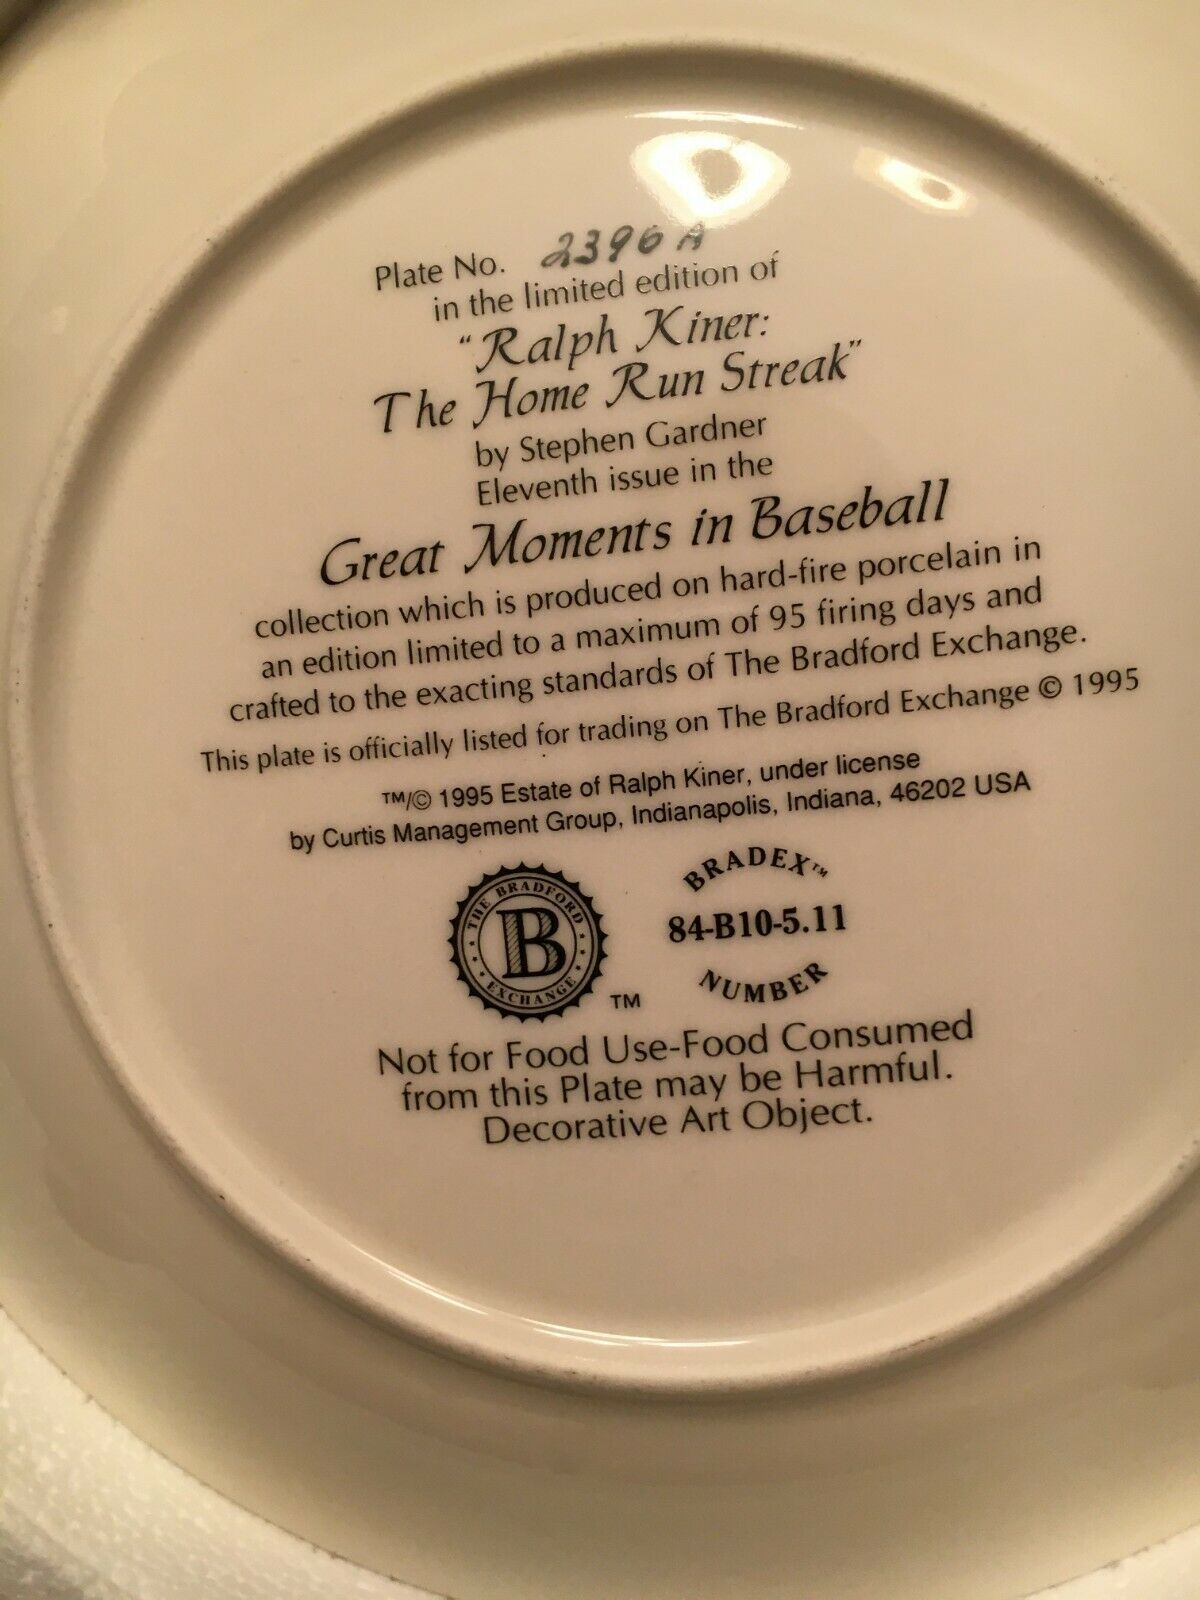 Plate No. 2396 A
in the limited edition of
"Ralph Kiner:
The Home Run Streak"
by Stephen Gardner
Eleventh issue in the
Great Moments in Baseball
collection which is produced on hard-fire porcelain in
an edition limited to a maximum of 95 firing days and
crafted to the exacting standards of The Bradford Exchange.
This plate is officially listed for trading on The Bradford Exchange © 1995
™/© 1995 Estate of Ralph Kiner, under license
by Curtis Management Group, Indianapolis, Indiana, 46202 USA
THE BRADFORD
B
EXCHANGE
TM
BRADEX™
84-B10-5.11
NUMBER
Not for Food Use-Food Consumed
from this Plate may be Harmful.
Decorative Art Object.